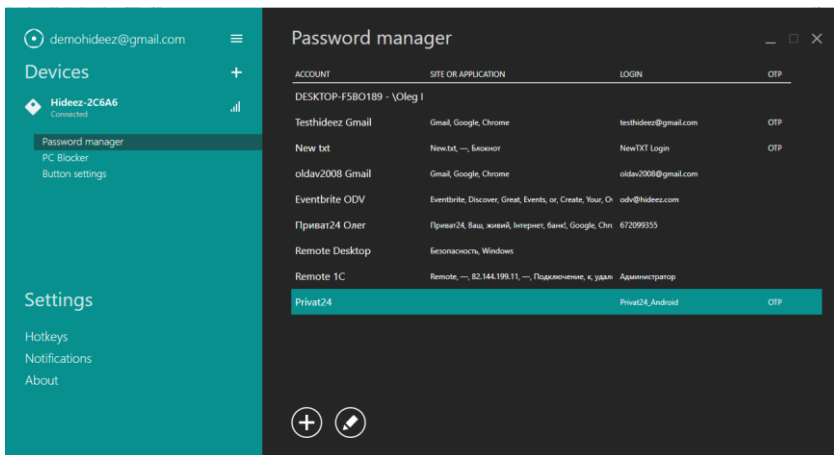 demohideez@gmail.com
Devices
+
Hideez-2C6A6
Connected
Password manager
PC Blocker
Button settings
Settings
Hotkeys
Notifications
About
Password manager
ACCOUNT SITE OR APPLICATION LOGIN OTP
DESKTOP-F5BO189 - \Oleg I
Testhideez Gmail Gmail, Google, Chrome testhideez@gmail.com OTP
New txt New.txt, —, Блокнот NewTXT Login OTP
oldav2008 Gmail Gmail, Google, Chrome oldav2008@gmail.com
Eventbrite ODV Eventbrite, Discover, Great, Events, or, Create, Your, odv@hideez.com
Приват24 Олег Приват24, Ваш, живий, Інтернет, банк!, Google, 672099355
Remote Desktop Безопасность, Windows
Remote 1C Remote, —, 82.144.199.11, —, Подключение, к, удал Администратор
Privat24 Privat24_Android OTP